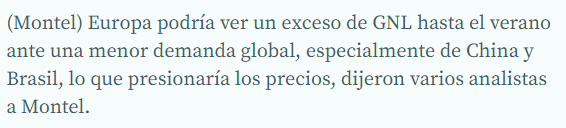 (Montel) Europa podría ver un exceso de GNL hasta el verano
ante una menor demanda global, especialmente de China y
Brasil, lo que presionaría los precios, dijeron varios analistas
a Montel.